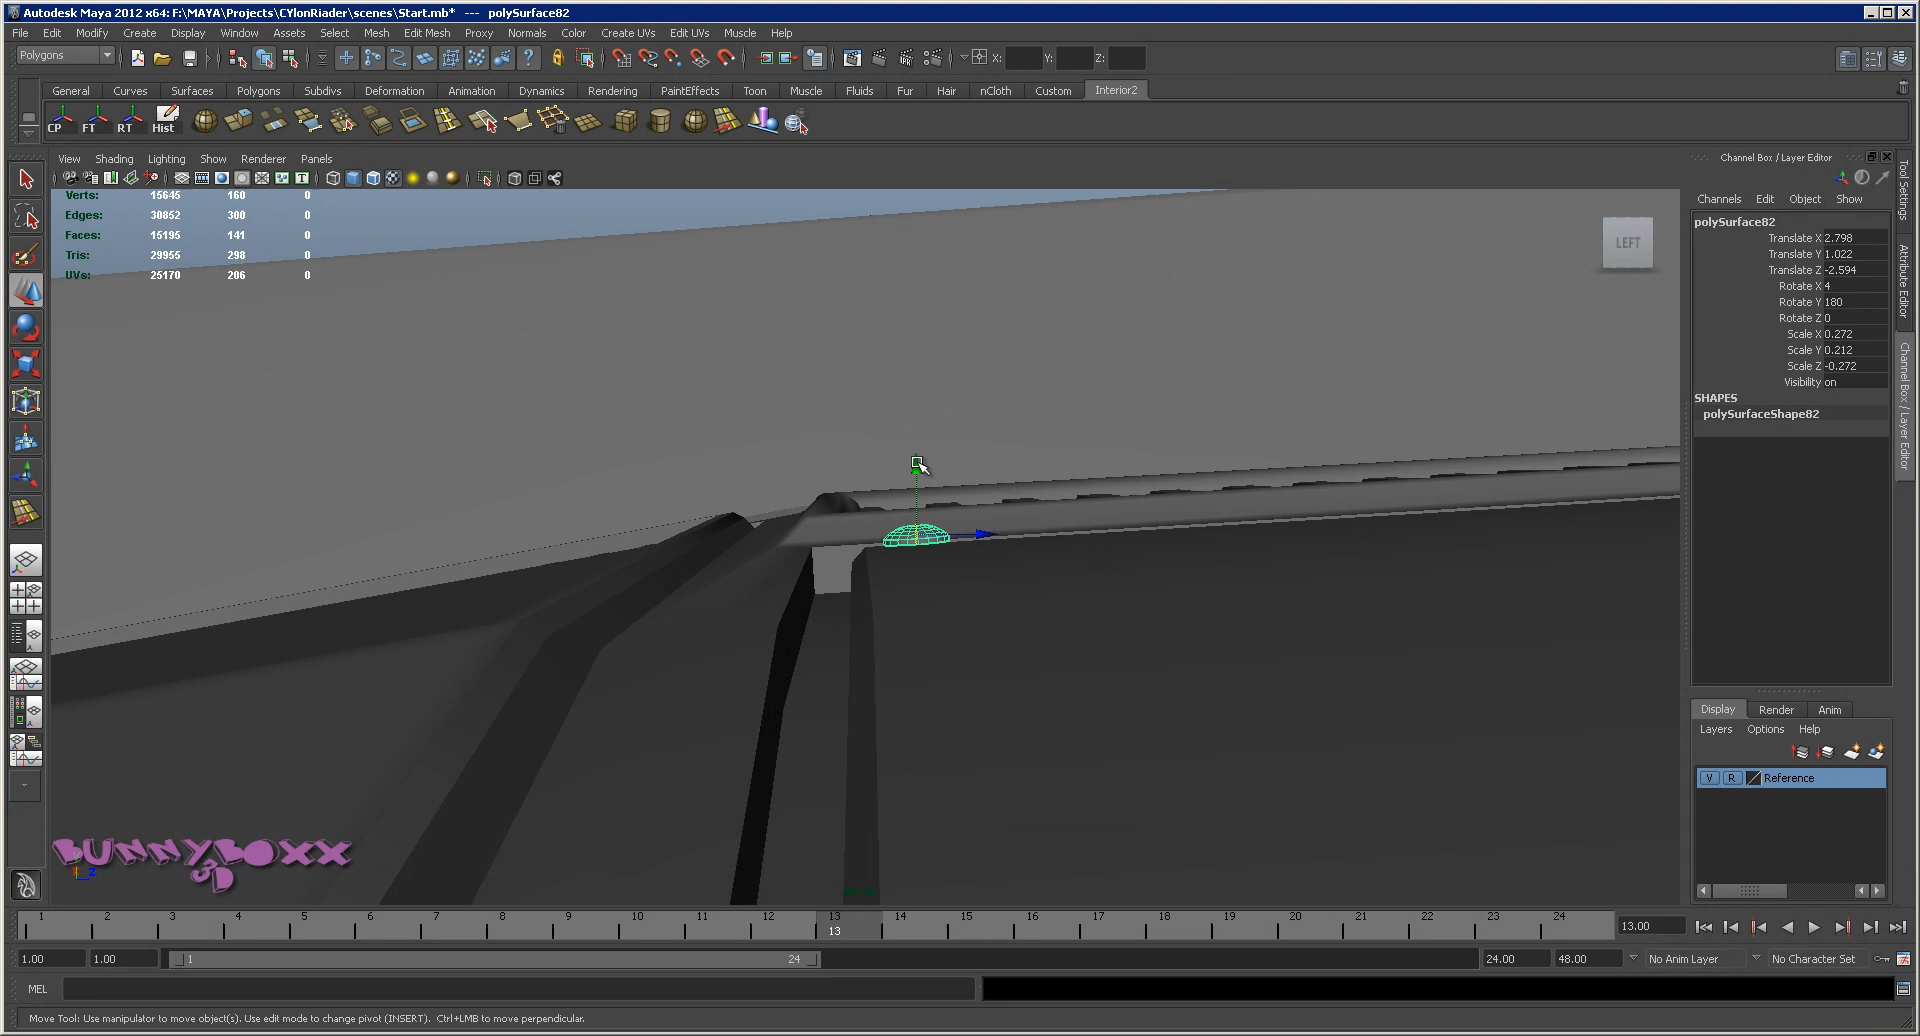 Autodesk Maya 2012 x64: F:\MAYA\Projects\CYlonRiader\scenes\Start.mb* --- polySurface82
File Edit Modify Create Display Window Assets Select Mesh Edit Mesh Proxy Normals Color Create UVs Edit UVs Muscle Help
Polygons X: Y: Z:
General Curves Surfaces Polygons Subdivs Deformation Animation Dynamics Rendering PaintEffects Toon Muscle Fluids Fur Hair nCloth Custom Interior2
CP FT RT Hist
View Shading Lighting Show Renderer Panels
Verts: 15645 160 0
Edges: 30852 300 0
Faces: 15195 141 0
Tris: 29955 298 0
UVs: 25170 206 0
LEFT
BUNNYBOXX
3D
Channel Box / Layer Editor
Channels Edit Object Show
polySurface82
Translate X 2.798
Translate Y 1.022
Translate Z -2.594
Rotate X 4
Rotate Y 180
Rotate Z 0
Scale X 0.272
Scale Y 0.212
Scale Z -0.272
Visibility on
SHAPES
polySurfaceShape82
Tool Settings
Attribute Editor
Channel Box / Layer Editor
Display Render Anim
Layers Options Help
V R Reference
1 2 3 4 5 6 7 8 9 10 11 12 13 14 15 16 17 18 19 20 21 22 23 24
13
13.00
1.00 1.00 1 24 24.00 48.00 No Anim Layer No Character Set
MEL
Move Tool: Use manipulator to move object(s). Use edit mode to change pivot (INSERT). Ctrl+LMB to move perpendicular.